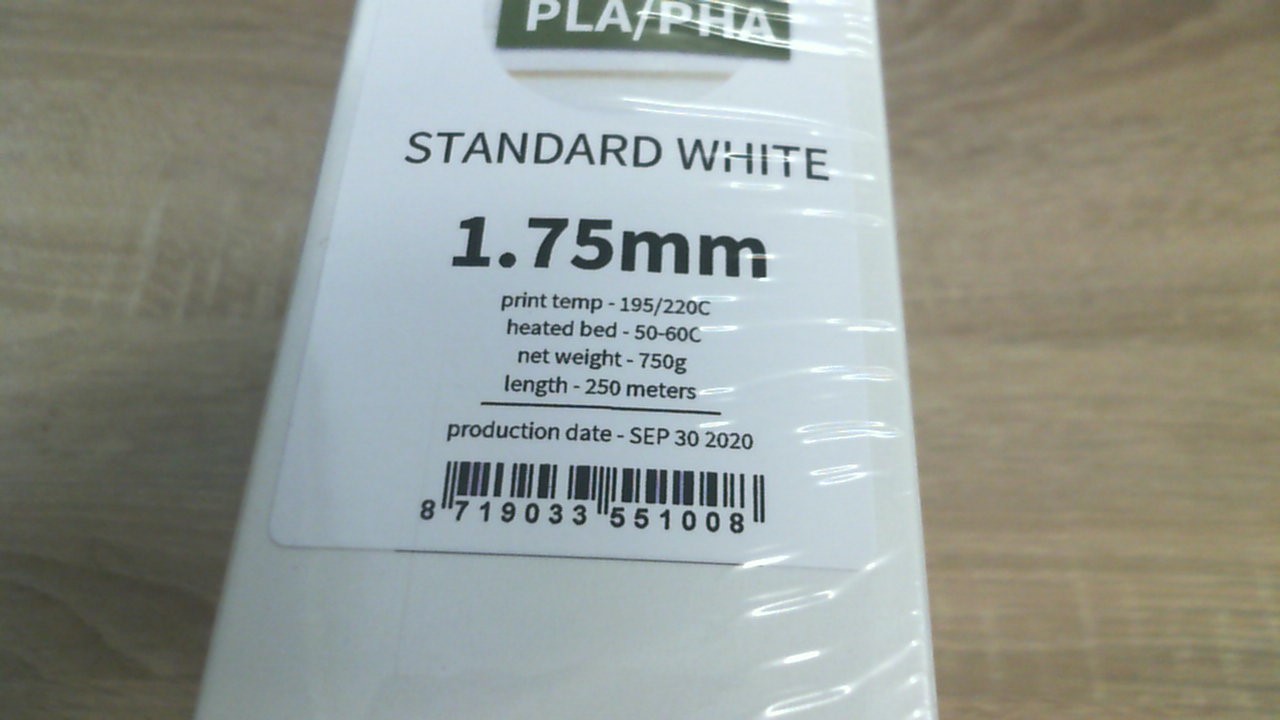 PLA/PHA
STANDARD WHITE
1.75mm
print temp - 195/220C
heated bed - 50-60C
net weight - 750g
length - 250 meters
production date - SEP 30 2020
8 719033 551008